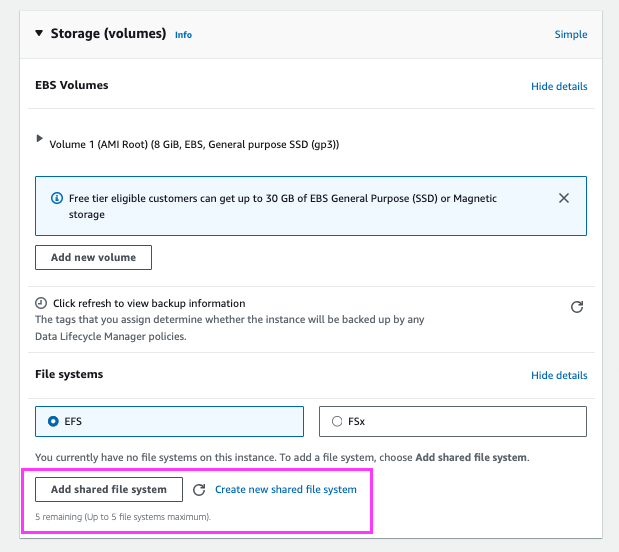 Storage (volumes) Info Simple
EBS Volumes Hide details
Volume 1 (AMI Root) (8 GiB, EBS, General purpose SSD (gp3))
Free tier eligible customers can get up to 30 GB of EBS General Purpose (SSD) or Magnetic
storage
Add new volume
Click refresh to view backup information
The tags that you assign determine whether the instance will be backed up by any
Data Lifecycle Manager policies.
File systems Hide details
EFS FSx
You currently have no file systems on this instance. To add a file system, choose Add shared file system.
Add shared file system Create new shared file system
5 remaining (Up to 5 file systems maximum).